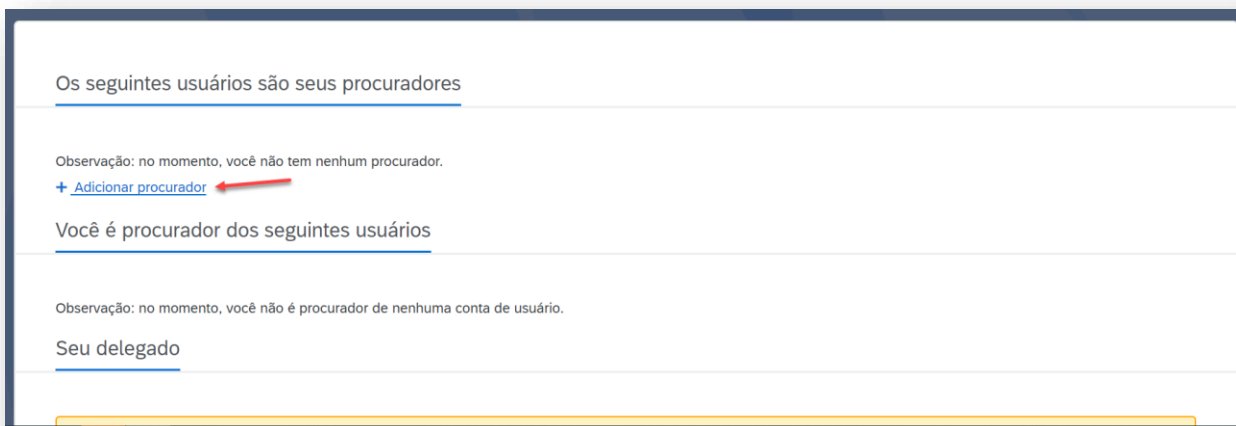 Os seguintes usuários são seus procuradores
Observação: no momento, você não tem nenhum procurador.
+ Adicionar procurador
Você é procurador dos seguintes usuários
Observação: no momento, você não é procurador de nenhuma conta de usuário.
Seu delegado